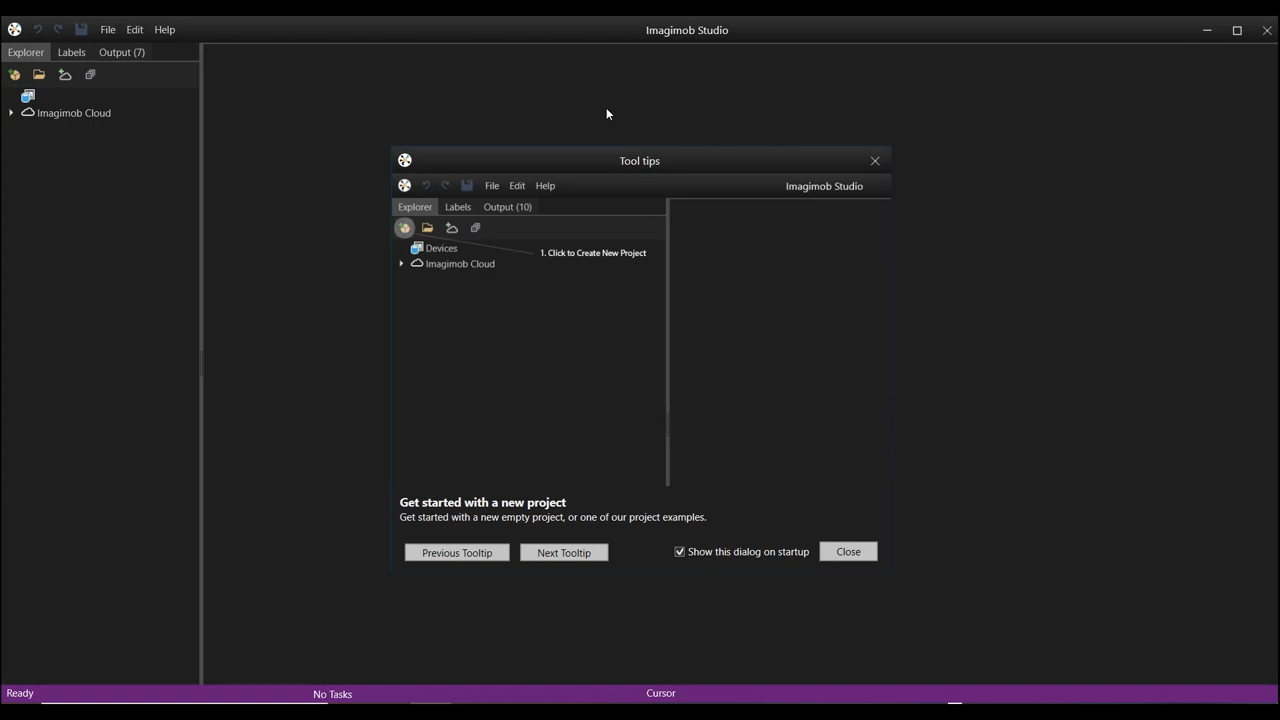 File Edit Help Imagimob Studio
Explorer Labels Output (7)
Imagimob Cloud
Tool tips
File Edit Help Imagimob Studio
Explorer Labels Output (10)
Devices
1. Click to Create New Project
Imagimob Cloud
Get started with a new project
Get started with a new empty project, or one of our project examples.
Previous Tooltip Next Tooltip Show this dialog on startup Close
Ready No Tasks Cursor